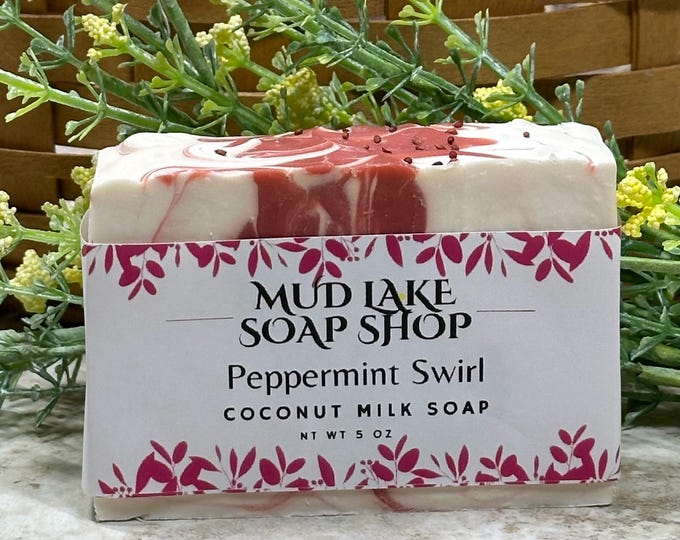 MUD LAKE
SOAP SHOP
Peppermint Swirl
COCONUT MILK SOAP
NT WT 5 OZ